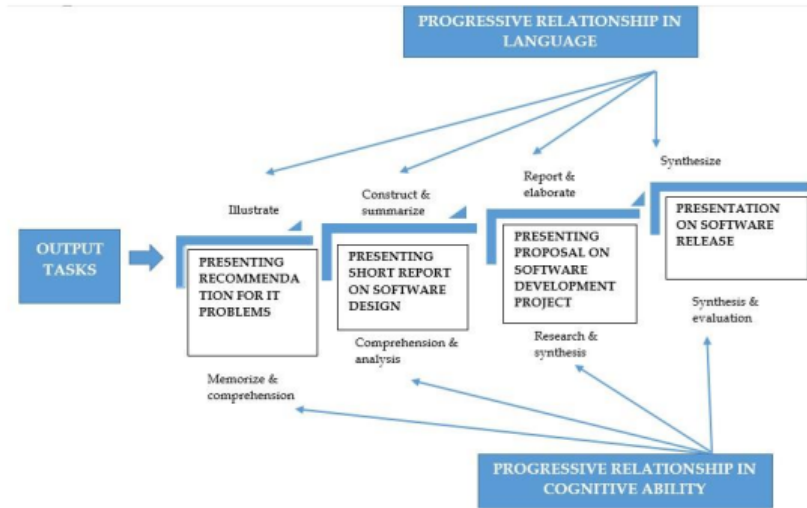 PROGRESSIVE RELATIONSHIP IN
LANGUAGE
Synthesize
Report &
elaborate
Construct &
summarize
Illustrate
OUTPUT
TASKS
PRESENTING
RECOMMENDA
TION FOR IT
PROBLEMS
PRESENTING
SHORT REPORT
ON SOFTWARE
DESIGN
PRESENTING
PROPOSAL ON
SOFTWARE
DEVELOPMENT
PROJECT
PRESENTATION
ON SOFTWARE
RELEASE
Synthesis &
evaluation
Research &
synthesis
Comprehension &
analysis
Memorize &
comprehension
PROGRESSIVE RELATIONSHIP IN
COGNITIVE ABILITY